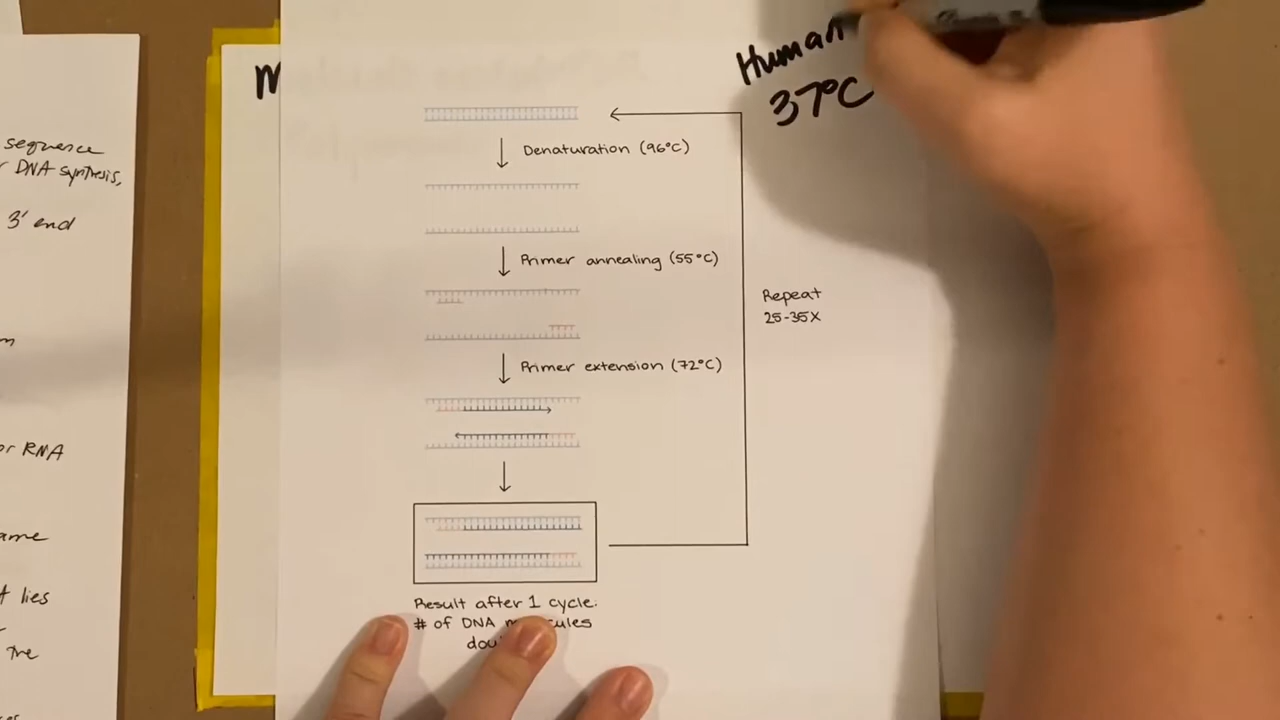 Human
37°C
M
Denaturation (96°C)
Primer annealing (55°C)
Repeat
25-35X
Primer extension (72°C)
Result after 1 cycle:
# of DNA
sequence
DNA synthesis,
3' end
or RNA
lies
The